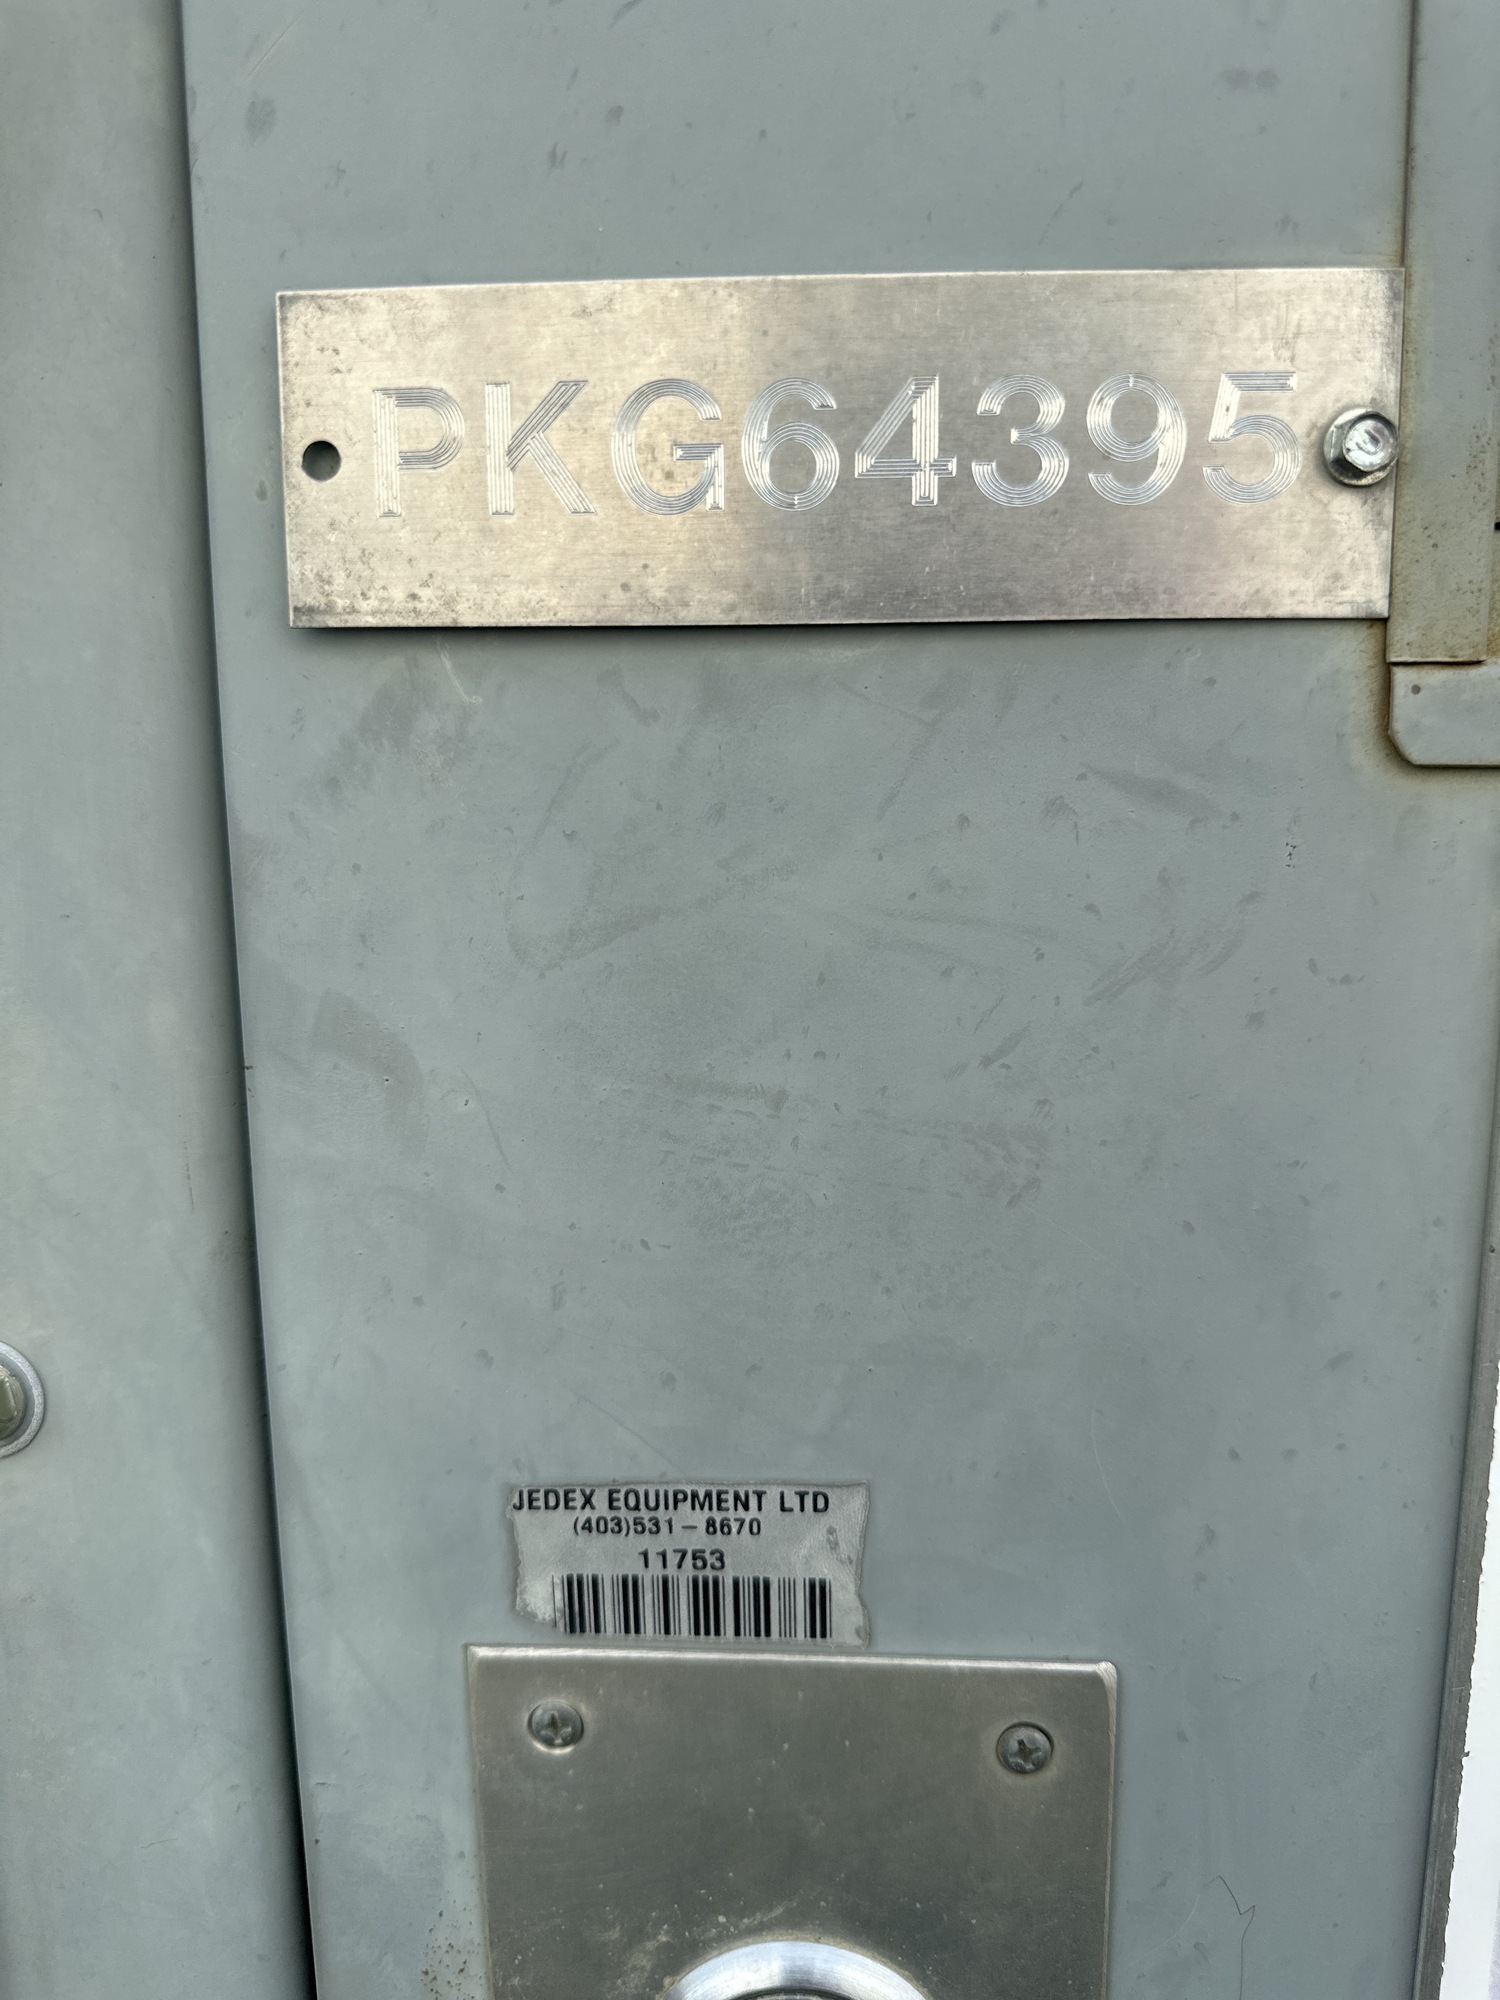 PKG64395
JEDEX EQUIPMENT LTD
(403)531-8670
11753